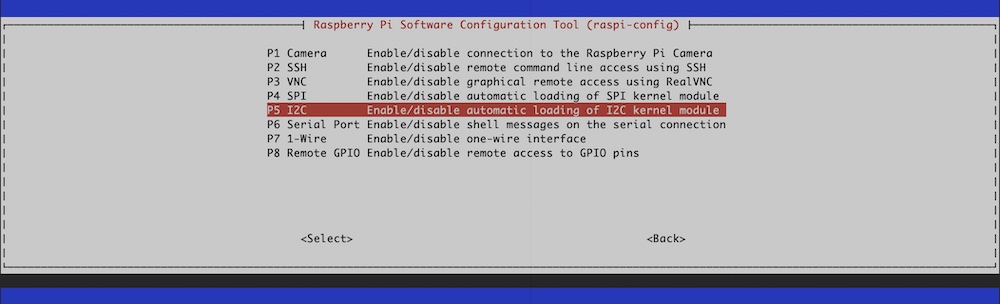 Raspberry Pi Software Configuration Tool (raspi-config)
P1 Camera Enable/disable connection to the Raspberry Pi Camera
P2 SSH Enable/disable remote command line access using SSH
P3 VNC Enable/disable graphical remote access using RealVNC
P4 SPI Enable/disable automatic loading of SPI kernel module
P5 I2C Enable/disable automatic loading of I2C kernel module
P6 Serial Port Enable/disable shell messages on the serial connection
P7 1-Wire Enable/disable one-wire interface
P8 Remote GPIO Enable/disable remote access to GPIO pins
<Select> <Back>